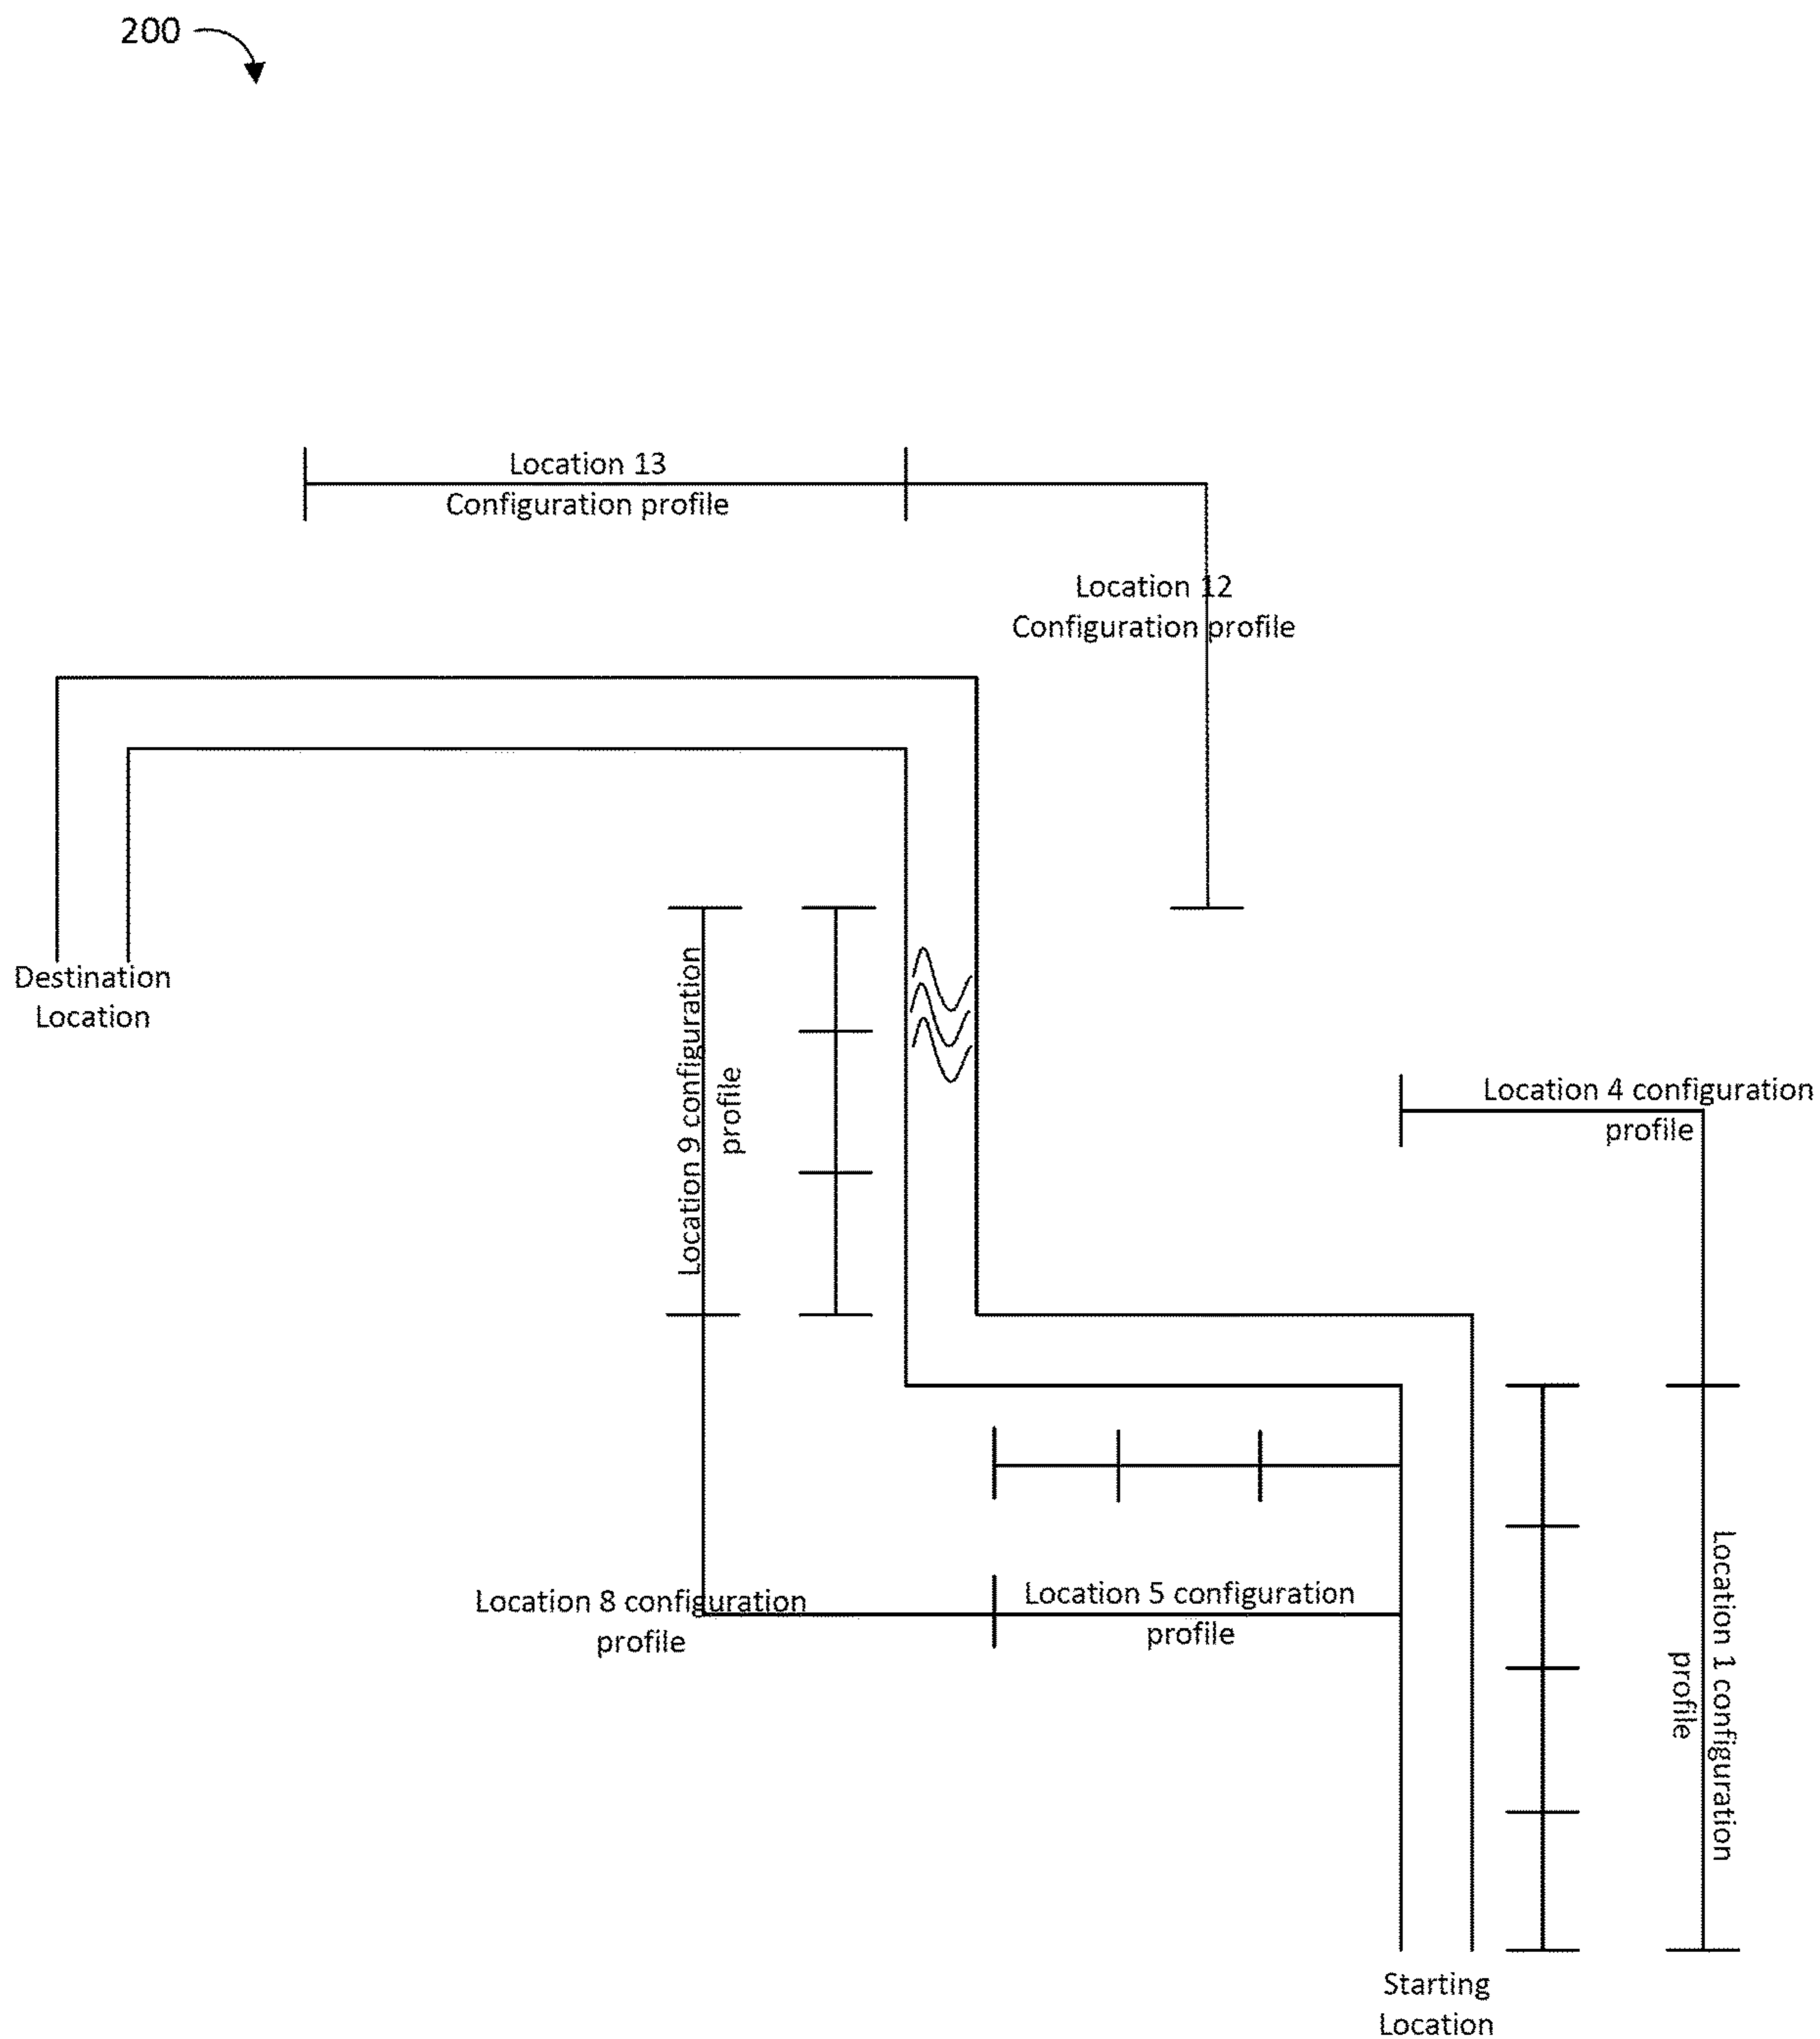 200
Location 13
Configuration profile
Location 12
Configuration profile
Destination
Location
Location 9 configuration
profile
Location 4 configuration
profile
Location 8 configuration
profile
Location 5 configuration
profile
Location 1 configuration
profile
Starting
Location